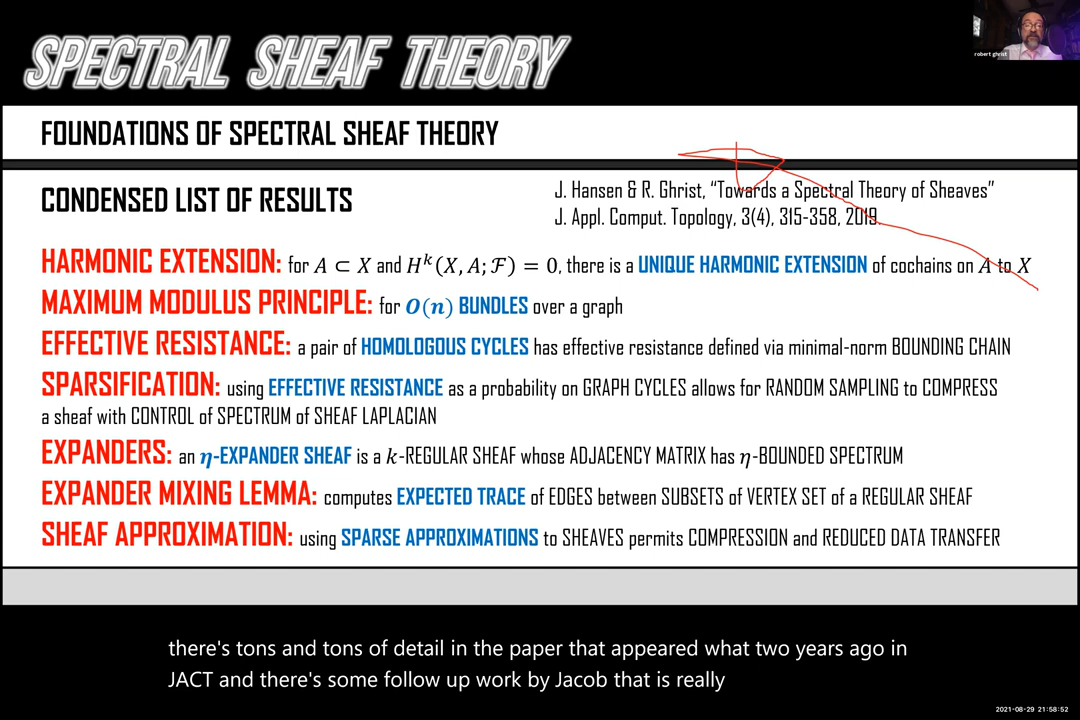 SPECTRAL SHEAF THEORY
robert ghrist
FOUNDATIONS OF SPECTRAL SHEAF THEORY
CONDENSED LIST OF RESULTS
J. Hansen & R. Ghrist, “Towards a Spectral Theory of Sheaves”
J. Appl. Comput. Topology, 3(4), 315-358, 2019.
HARMONIC EXTENSION: for A ⊂ X and H^k(X, A; ℱ) = 0, there is a UNIQUE HARMONIC EXTENSION of cochains on A to X
MAXIMUM MODULUS PRINCIPLE: for O(n) BUNDLES over a graph
EFFECTIVE RESISTANCE: a pair of HOMOLOGOUS CYCLES has effective resistance defined via minimal-norm BOUNDING CHAIN
SPARSIFICATION: using EFFECTIVE RESISTANCE as a probability on GRAPH CYCLES allows for RANDOM SAMPLING to COMPRESS
a sheaf with CONTROL of SPECTRUM of SHEAF LAPLACIAN
EXPANDERS: an η-EXPANDER SHEAF is a k-REGULAR SHEAF whose ADJACENCY MATRIX has η-BOUNDED SPECTRUM
EXPANDER MIXING LEMMA: computes EXPECTED TRACE of EDGES between SUBSETS of VERTEX SET of a REGULAR SHEAF
SHEAF APPROXIMATION: using SPARSE APPROXIMATIONS to SHEAVES permits COMPRESSION and REDUCED DATA TRANSFER
there's tons and tons of detail in the paper that appeared what two years ago in
JACT and there's some follow up work by Jacob that is really
2021-08-29 21:58:52